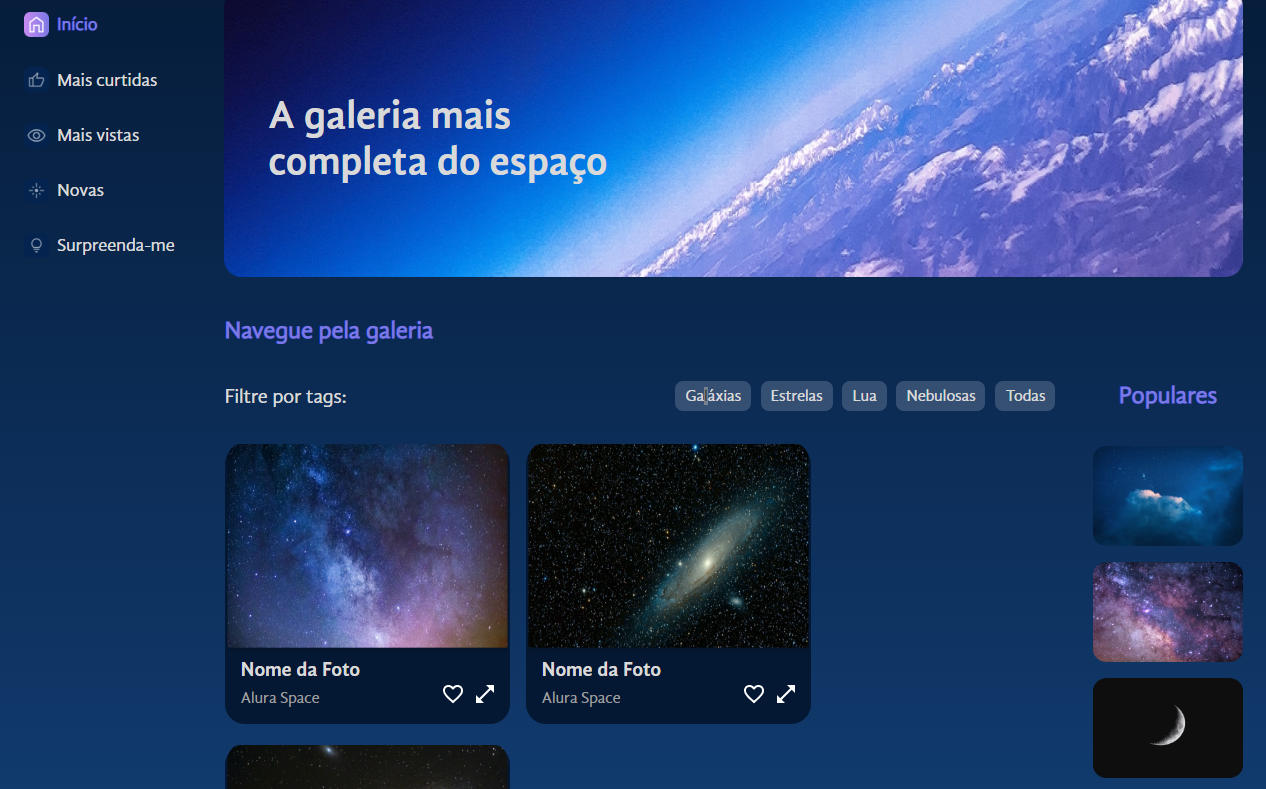 Início
Mais curtidas
Mais vistas
Novas
Surpreenda-me
A galeria mais
completa do espaço
Navegue pela galeria
Filtre por tags:
Galáxias
Estrelas
Lua
Nebulosas
Todas
Populares
Nome da Foto
Alura Space
Nome da Foto
Alura Space